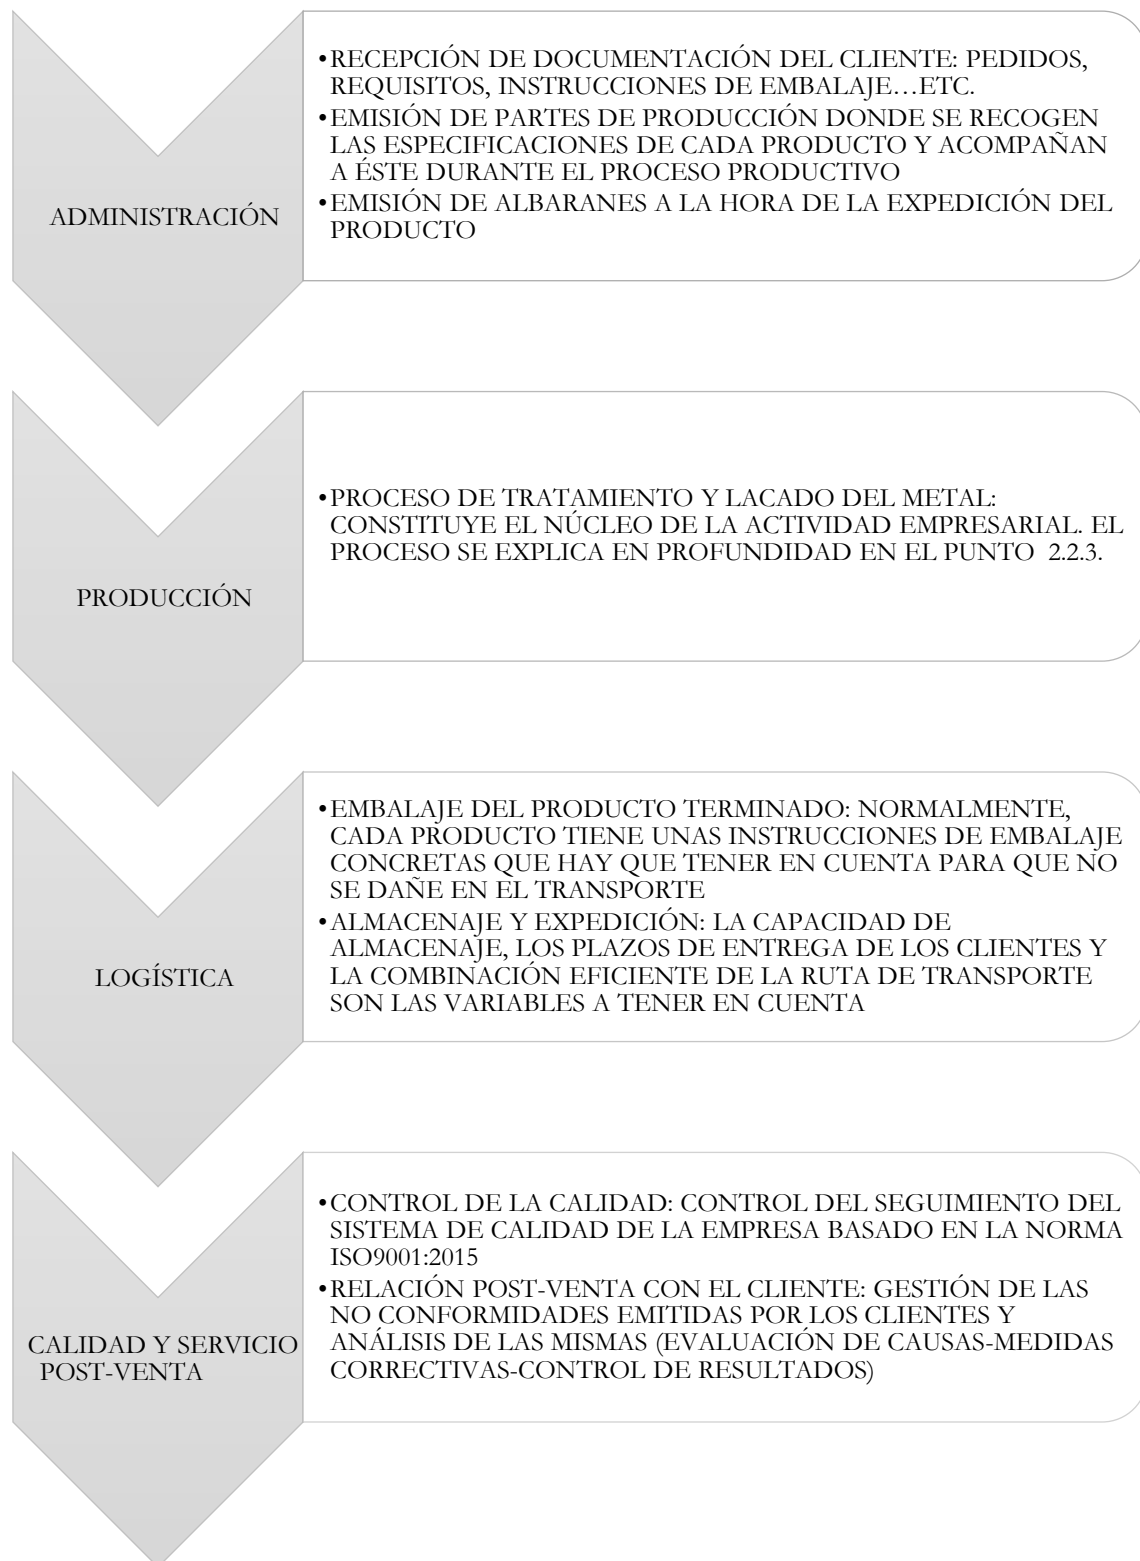 ADMINISTRACIÓN
•RECEPCIÓN DE DOCUMENTACIÓN DEL CLIENTE: PEDIDOS,
REQUISITOS, INSTRUCCIONES DE EMBALAJE…ETC.
•EMISIÓN DE PARTES DE PRODUCCIÓN DONDE SE RECOGEN
LAS ESPECIFICACIONES DE CADA PRODUCTO Y ACOMPAÑAN
A ÉSTE DURANTE EL PROCESO PRODUCTIVO
•EMISIÓN DE ALBARANES A LA HORA DE LA EXPEDICIÓN DEL
PRODUCTO
PRODUCCIÓN
•PROCESO DE TRATAMIENTO Y LACADO DEL METAL:
CONSTITUYE EL NÚCLEO DE LA ACTIVIDAD EMPRESARIAL. EL
PROCESO SE EXPLICA EN PROFUNDIDAD EN EL PUNTO 2.2.3.
LOGÍSTICA
•EMBALAJE DEL PRODUCTO TERMINADO: NORMALMENTE,
CADA PRODUCTO TIENE UNAS INSTRUCCIONES DE EMBALAJE
CONCRETAS QUE HAY QUE TENER EN CUENTA PARA QUE NO
SE DAÑE EN EL TRANSPORTE
•ALMACENAJE Y EXPEDICIÓN: LA CAPACIDAD DE
ALMACENAJE, LOS PLAZOS DE ENTREGA DE LOS CLIENTES Y
LA COMBINACIÓN EFICIENTE DE LA RUTA DE TRANSPORTE
SON LAS VARIABLES A TENER EN CUENTA
CALIDAD Y SERVICIO
POST-VENTA
•CONTROL DE LA CALIDAD: CONTROL DEL SEGUIMIENTO DEL
SISTEMA DE CALIDAD DE LA EMPRESA BASADO EN LA NORMA
ISO9001:2015
•RELACIÓN POST-VENTA CON EL CLIENTE: GESTIÓN DE LAS
NO CONFORMIDADES EMITIDAS POR LOS CLIENTES Y
ANÁLISIS DE LAS MISMAS (EVALUACIÓN DE CAUSAS-MEDIDAS
CORRECTIVAS-CONTROL DE RESULTADOS)